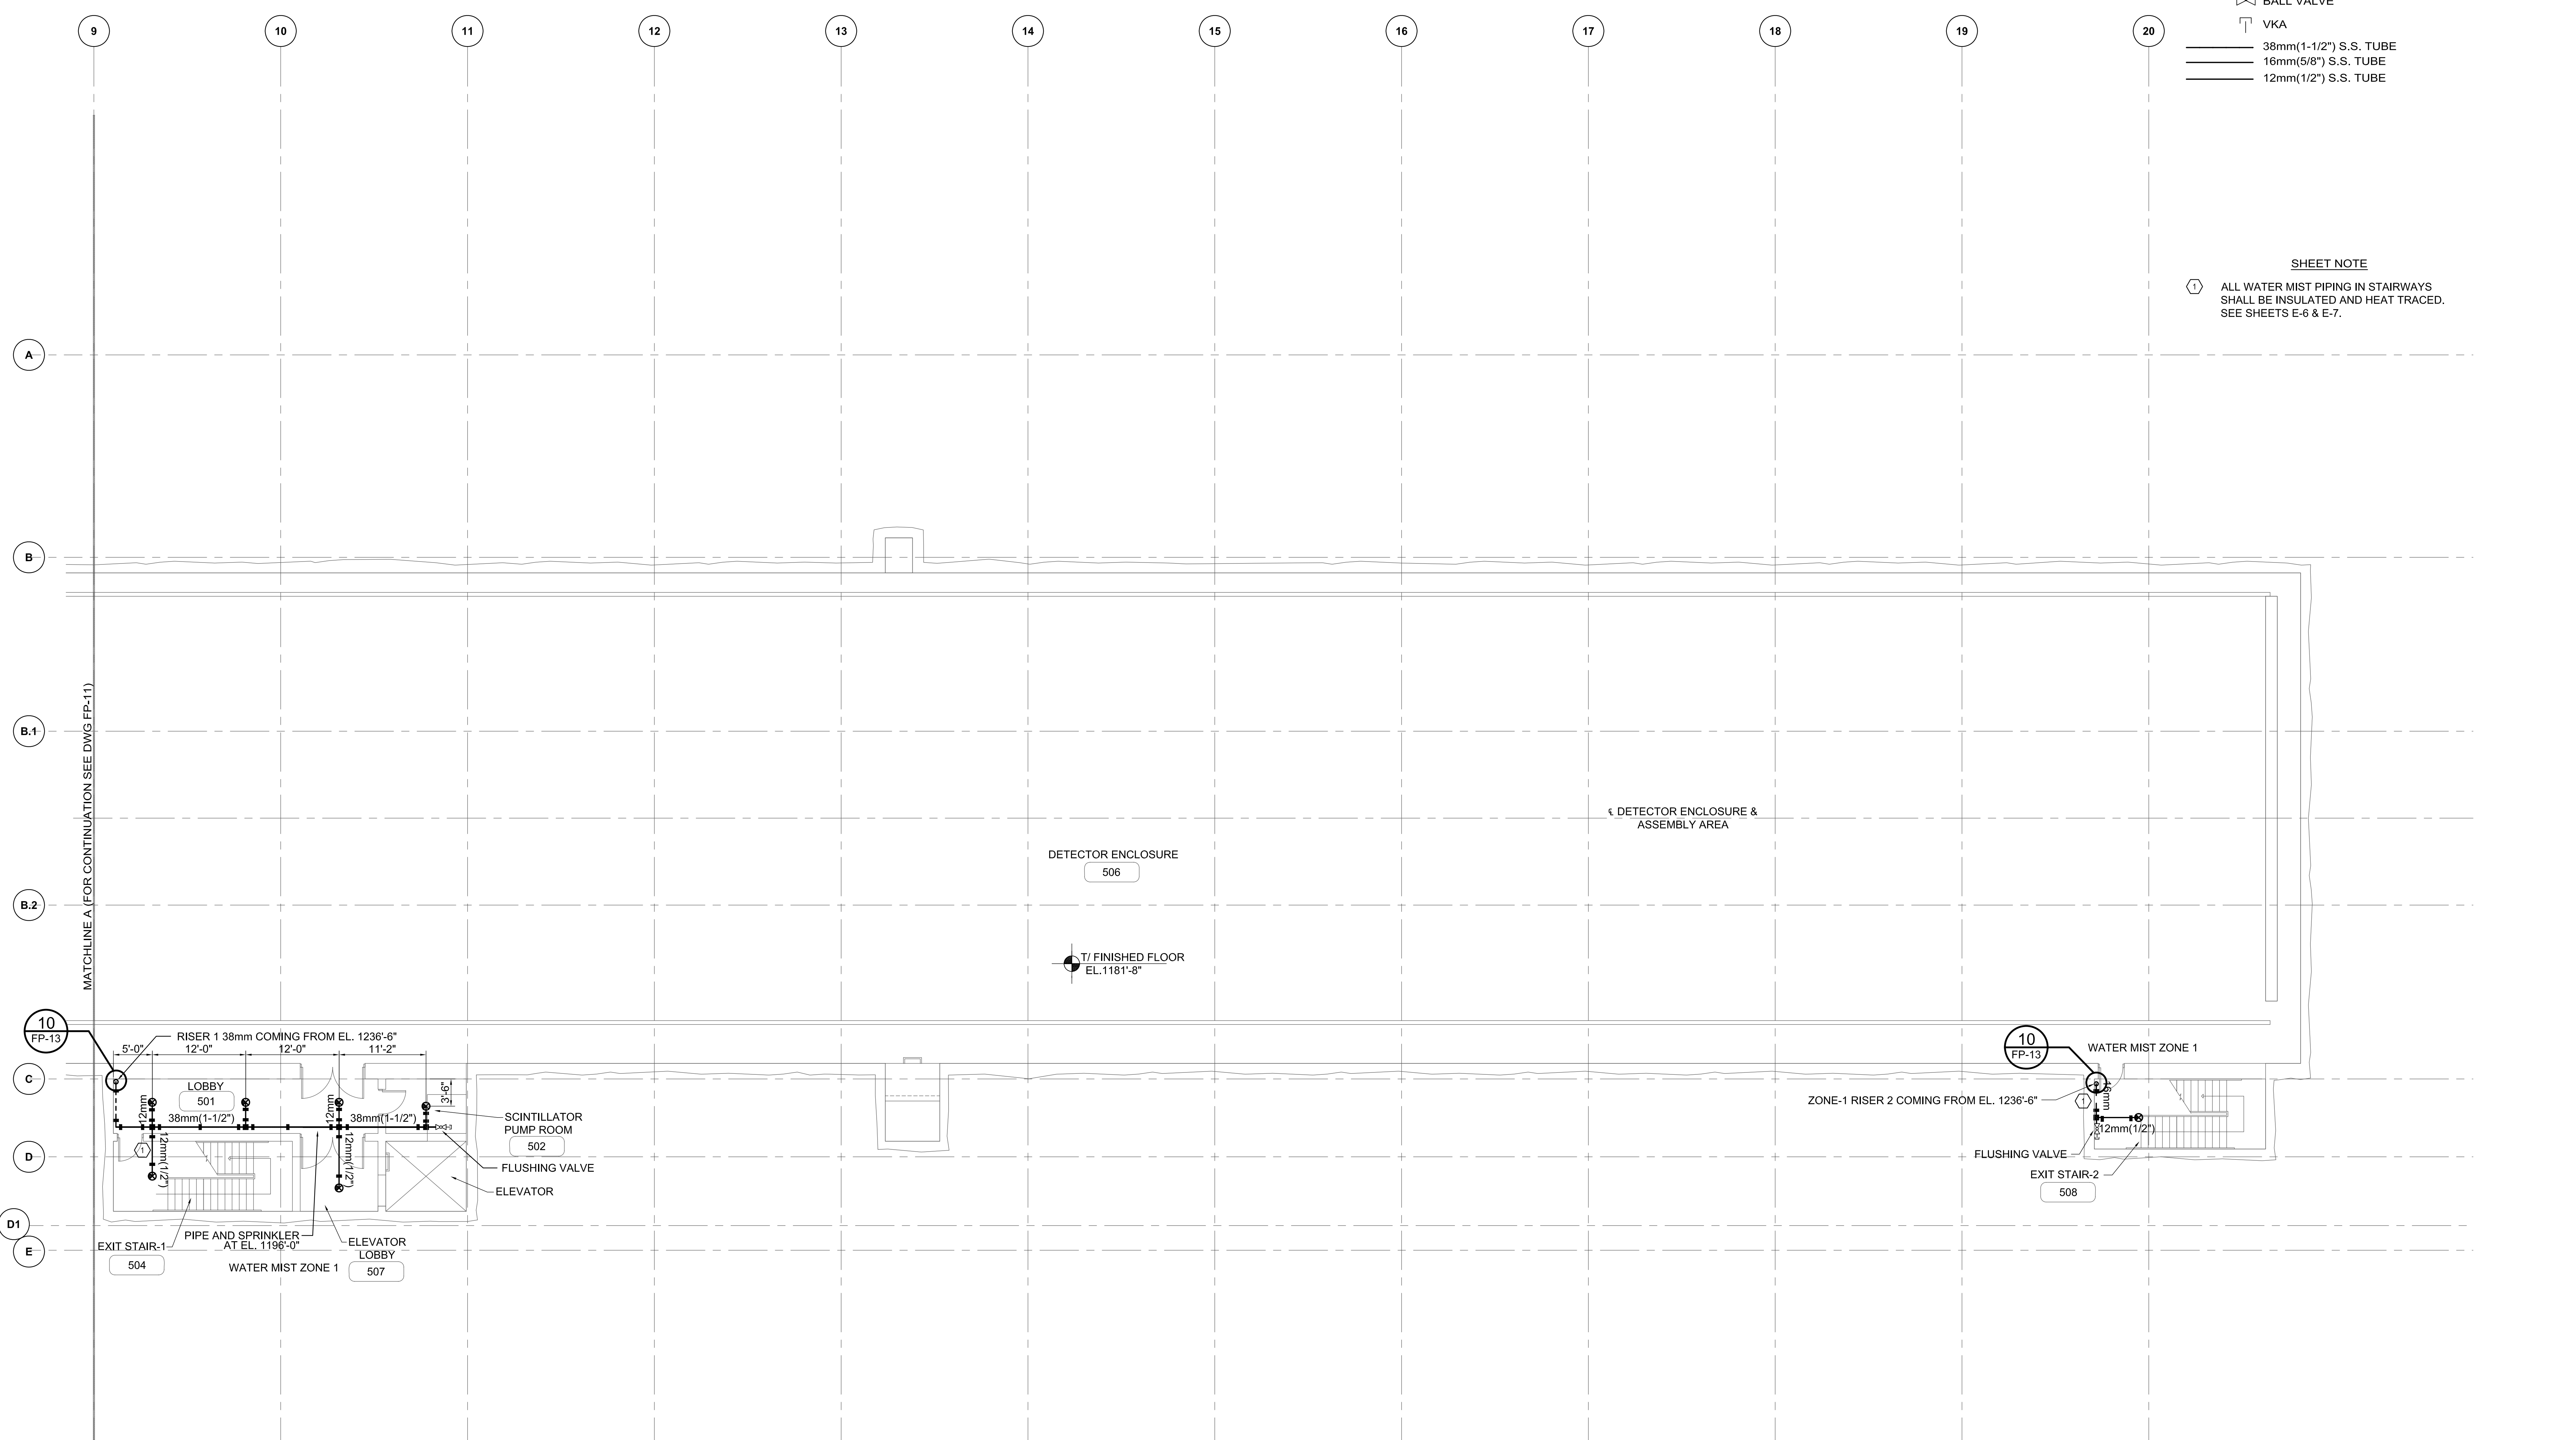 BALL VALVE
VKA
38mm(1-1/2") S.S. TUBE
16mm(5/8") S.S. TUBE
12mm(1/2") S.S. TUBE
9
10
11
12
13
14
15
16
17
18
19
20
SHEET NOTE
1
ALL WATER MIST PIPING IN STAIRWAYS
SHALL BE INSULATED AND HEAT TRACED.
SEE SHEETS E-6 & E-7.
A
B
B.1
B.2
C
D
D1
E
MATCHLINE A (FOR CONTINUATION SEE DWG FP-11)
℄ DETECTOR ENCLOSURE &
ASSEMBLY AREA
DETECTOR ENCLOSURE
506
T/ FINISHED FLOOR
EL.1181'-8"
10
FP-13
RISER 1 38mm COMING FROM EL. 1236'-6"
5'-0"
12'-0"
12'-0"
11'-2"
3'-6"
LOBBY
501
12mm
12mm
38mm(1-1/2")
38mm(1-1/2")
12mm(1/2")
12mm(1/2")
1
SCINTILLATOR
PUMP ROOM
502
FLUSHING VALVE
ELEVATOR
PIPE AND SPRINKLER
AT EL. 1196'-0"
EXIT STAIR-1
504
ELEVATOR
LOBBY
507
WATER MIST ZONE 1
10
FP-13
WATER MIST ZONE 1
ZONE-1 RISER 2 COMING FROM EL. 1236'-6"
1
16mm
12mm(1/2")
FLUSHING VALVE
EXIT STAIR-2
508